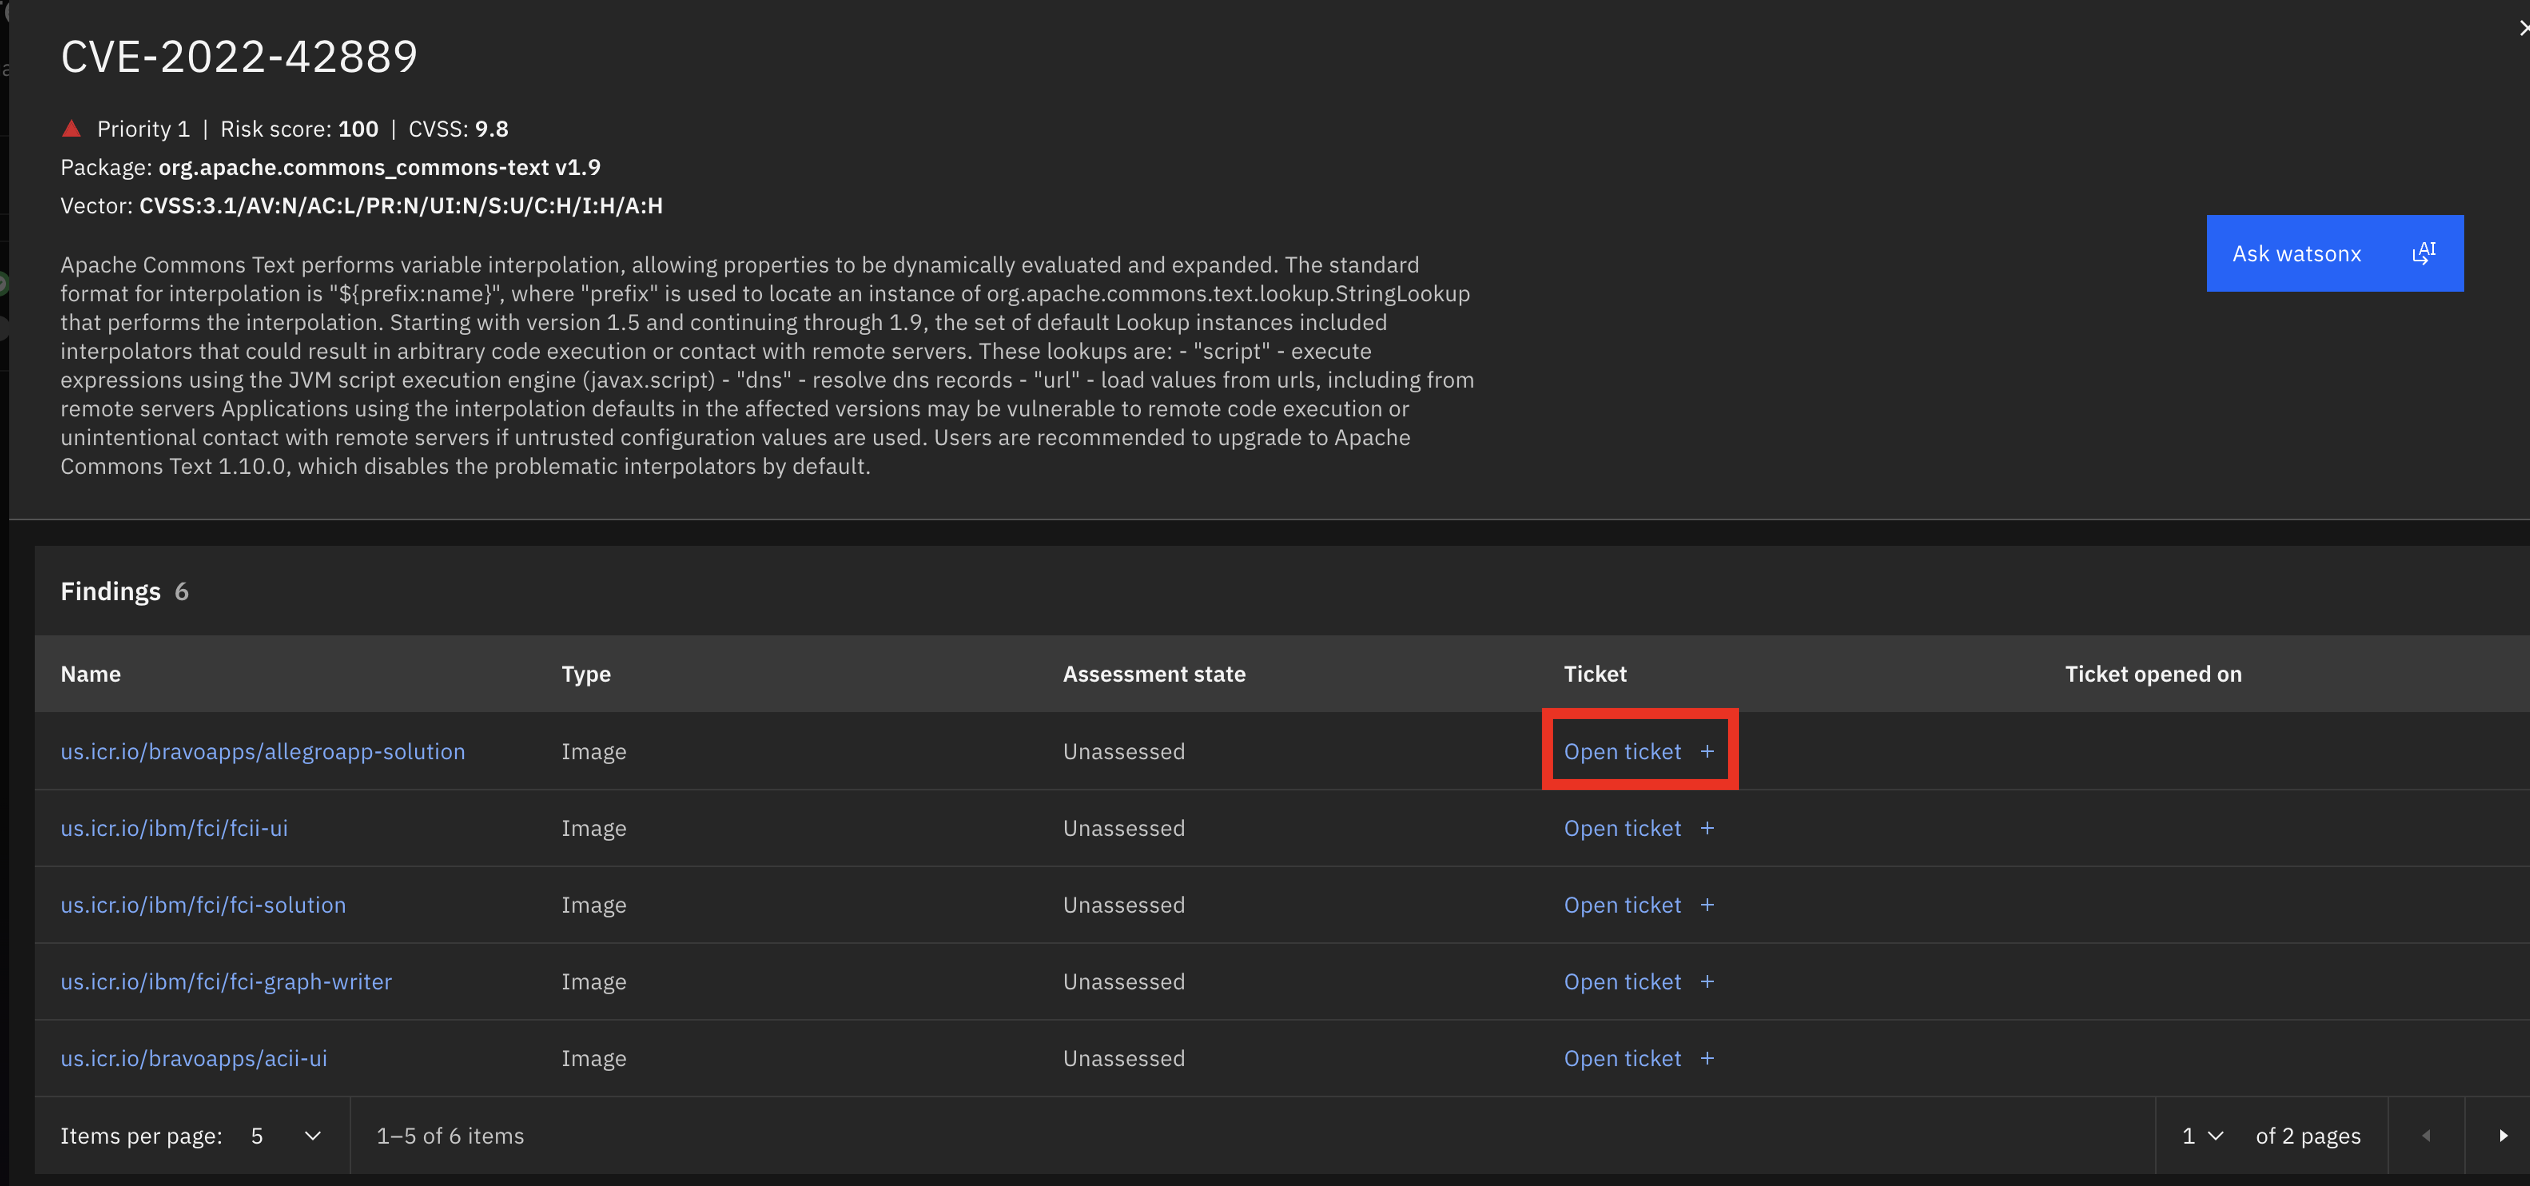 CVE-2022-42889
Priority 1 | Risk score: 100 | CVSS: 9.8
Package: org.apache.commons_commons-text v1.9
Vector: CVSS:3.1/AV:N/AC:L/PR:N/UI:N/S:U/C:H/I:H/A:H
Ask watsonx AI
Apache Commons Text performs variable interpolation, allowing properties to be dynamically evaluated and expanded. The standard
format for interpolation is "${prefix:name}", where "prefix" is used to locate an instance of org.apache.commons.text.lookup.StringLookup
that performs the interpolation. Starting with version 1.5 and continuing through 1.9, the set of default Lookup instances included
interpolators that could result in arbitrary code execution or contact with remote servers. These lookups are: - "script" - execute
expressions using the JVM script execution engine (javax.script) - "dns" - resolve dns records - "url" - load values from urls, including from
remote servers Applications using the interpolation defaults in the affected versions may be vulnerable to remote code execution or
unintentional contact with remote servers if untrusted configuration values are used. Users are recommended to upgrade to Apache
Commons Text 1.10.0, which disables the problematic interpolators by default.
Findings 6
Name Type Assessment state Ticket Ticket opened on
us.icr.io/bravoapps/allegroapp-solution Image Unassessed Open ticket +
us.icr.io/ibm/fci/fcii-ui Image Unassessed Open ticket +
us.icr.io/ibm/fci/fci-solution Image Unassessed Open ticket +
us.icr.io/ibm/fci/fci-graph-writer Image Unassessed Open ticket +
us.icr.io/bravoapps/acii-ui Image Unassessed Open ticket +
Items per page: 5 1–5 of 6 items 1 of 2 pages